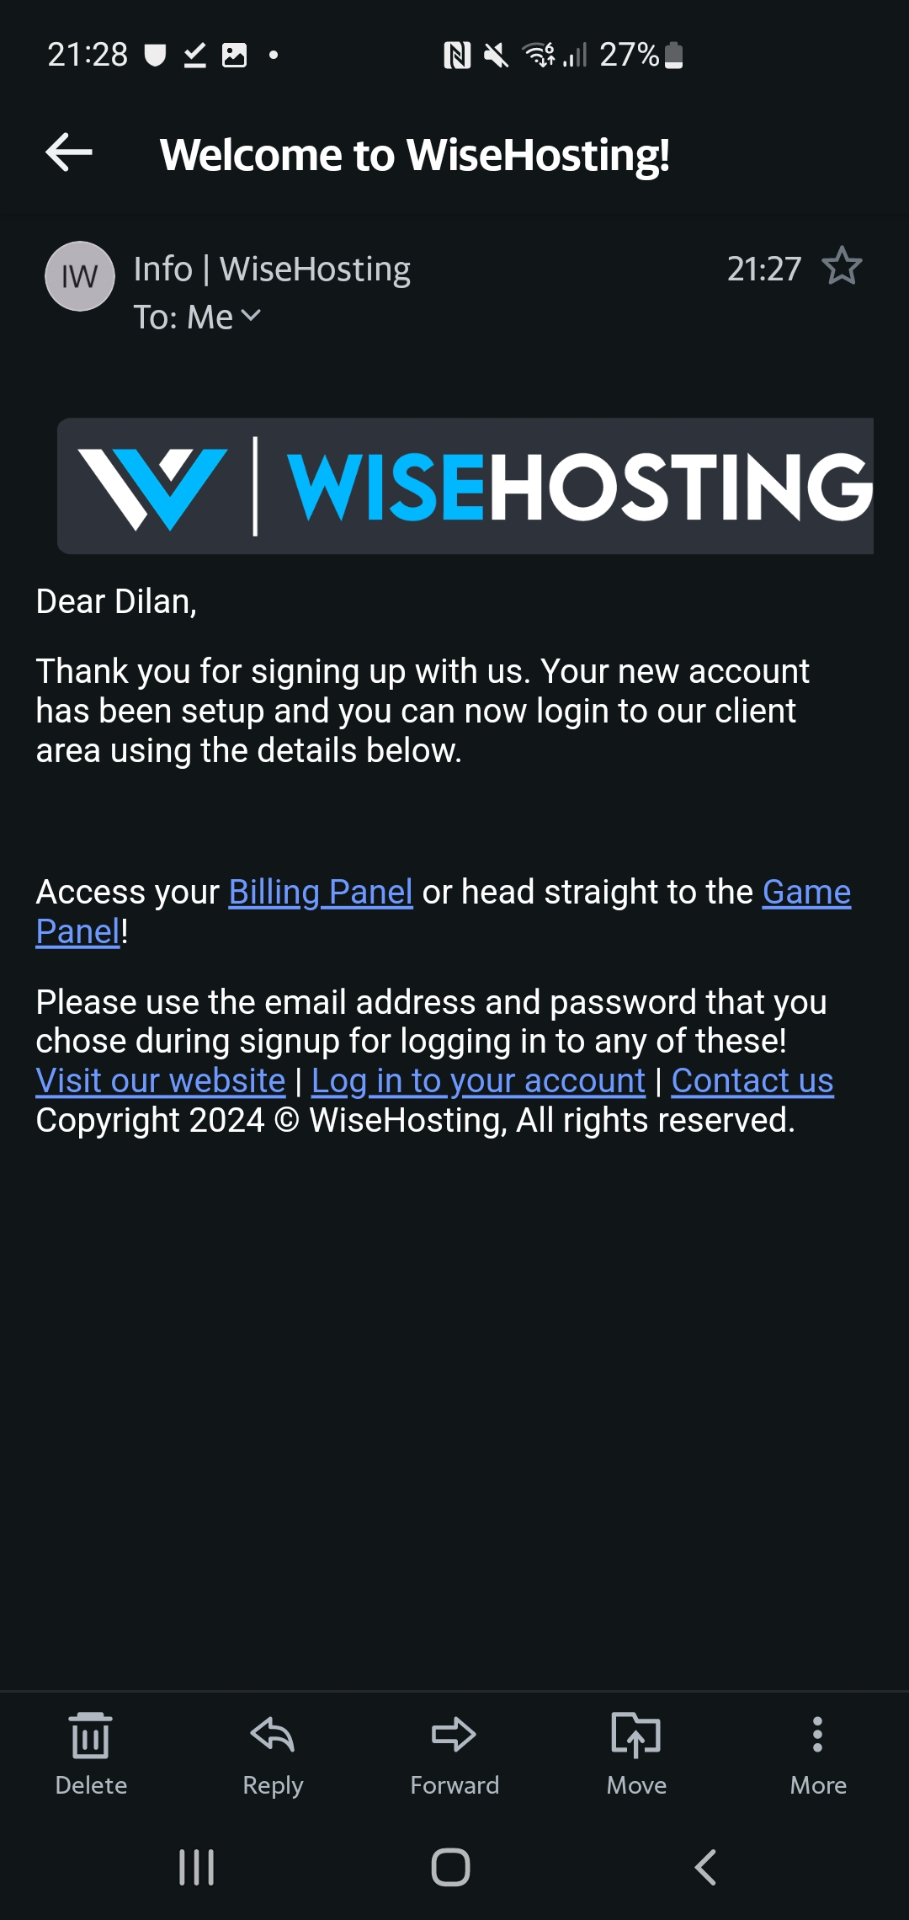 21:28 27%
Welcome to WiseHosting!
IW Info | WiseHosting 21:27
To: Me
WISEHOSTING
Dear Dilan,
Thank you for signing up with us. Your new account
has been setup and you can now login to our client
area using the details below.
Access your Billing Panel or head straight to the Game
Panel!
Please use the email address and password that you
chose during signup for logging in to any of these!
Visit our website | Log in to your account | Contact us
Copyright 2024 © WiseHosting, All rights reserved.
Delete Reply Forward Move More